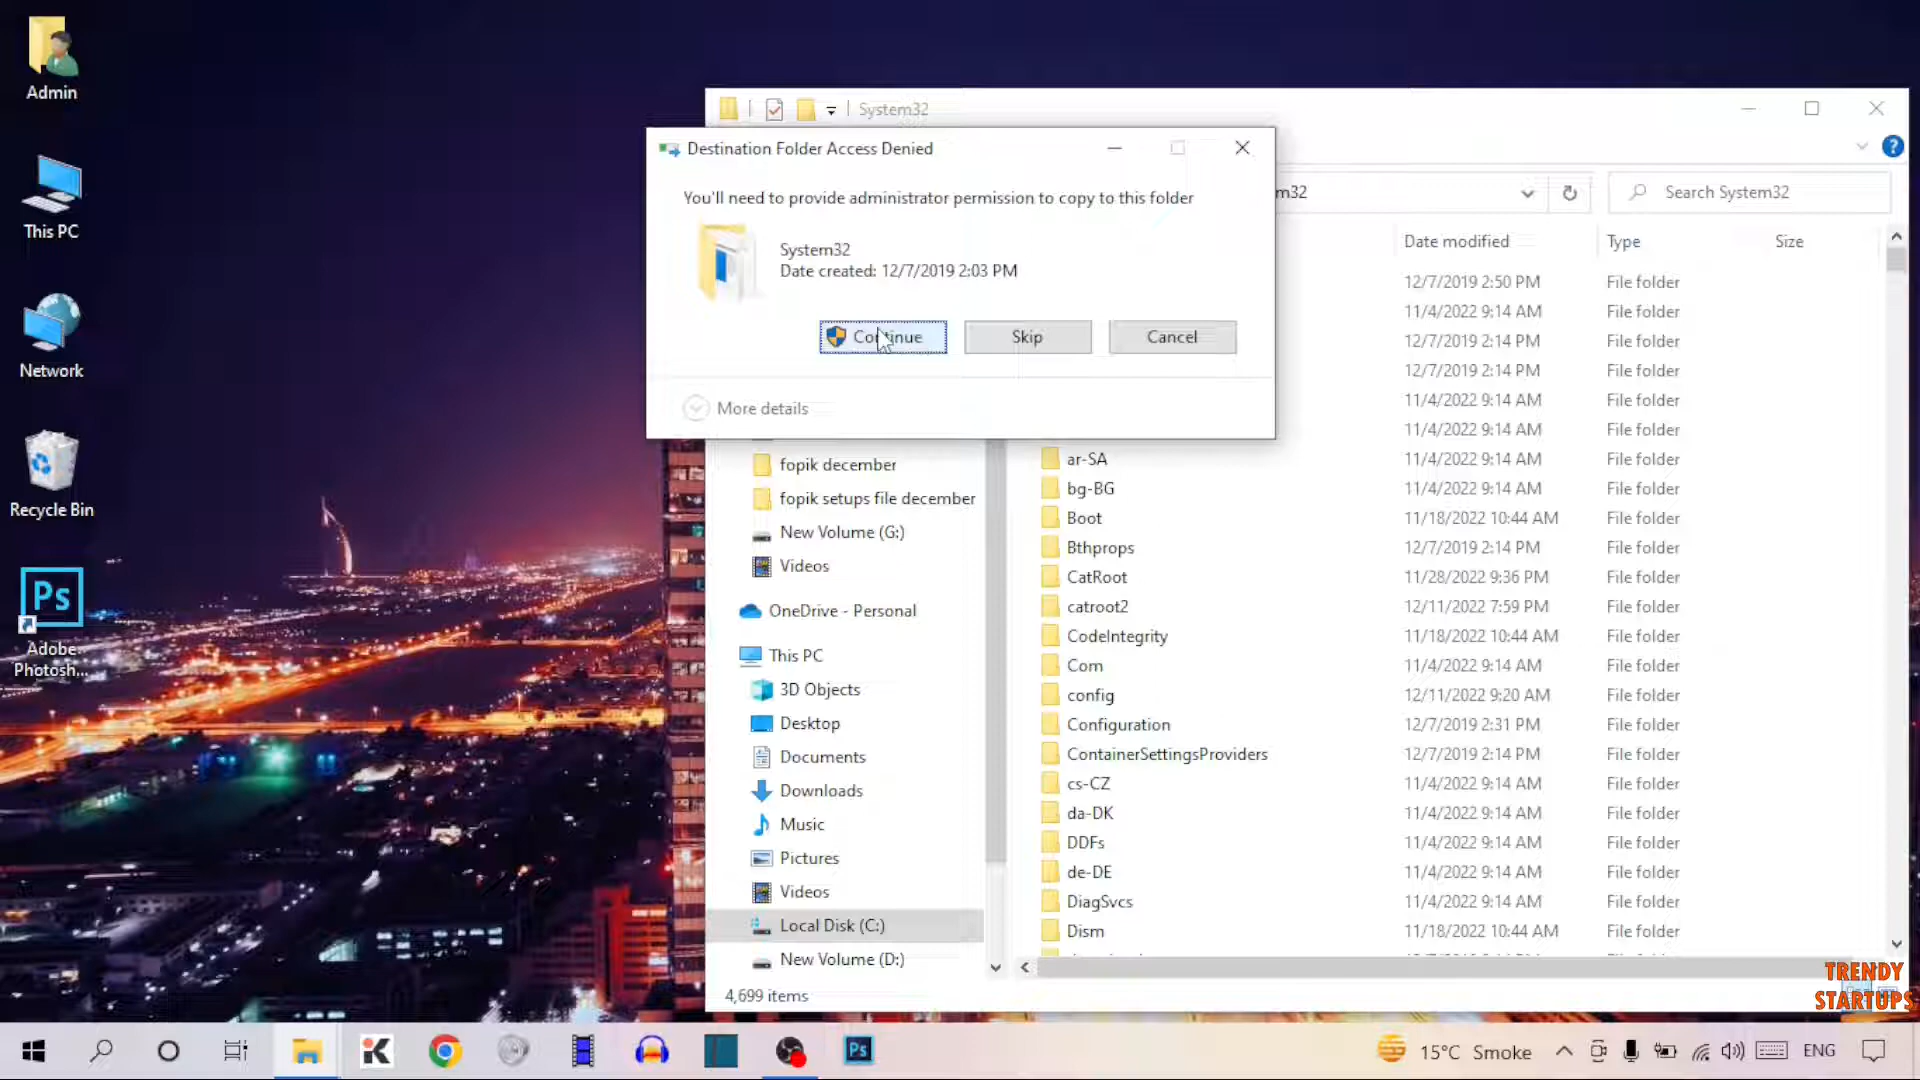 Admin
This PC
Network
Recycle Bin
Ps
Adobe
Photosh...
System32
Destination Folder Access Denied
You'll need to provide administrator permission to copy to this folder
System32
Date created: 12/7/2019 2:03 PM
Continue
Skip
Cancel
More details
m32
Search System32
Date modified
Type
Size
12/7/2019 2:50 PM File folder
11/4/2022 9:14 AM File folder
12/7/2019 2:14 PM File folder
12/7/2019 2:14 PM File folder
11/4/2022 9:14 AM File folder
11/4/2022 9:14 AM File folder
ar-SA 11/4/2022 9:14 AM File folder
bg-BG 11/4/2022 9:14 AM File folder
Boot 11/18/2022 10:44 AM File folder
Bthprops 12/7/2019 2:14 PM File folder
CatRoot 11/28/2022 9:36 PM File folder
catroot2 12/11/2022 7:59 PM File folder
CodeIntegrity 11/18/2022 10:44 AM File folder
Com 11/4/2022 9:14 AM File folder
config 12/11/2022 9:20 AM File folder
Configuration 12/7/2019 2:31 PM File folder
ContainerSettingsProviders 12/7/2019 2:14 PM File folder
cs-CZ 11/4/2022 9:14 AM File folder
da-DK 11/4/2022 9:14 AM File folder
DDFs 11/4/2022 9:14 AM File folder
de-DE 11/4/2022 9:14 AM File folder
DiagSvcs 11/4/2022 9:14 AM File folder
Dism 11/18/2022 10:44 AM File folder
fopik december
fopik setups file december
New Volume (G:)
Videos
OneDrive - Personal
This PC
3D Objects
Desktop
Documents
Downloads
Music
Pictures
Videos
Local Disk (C:)
New Volume (D:)
4,699 items
TRENDY
STARTUPS
Ps
15°C Smoke
ENG